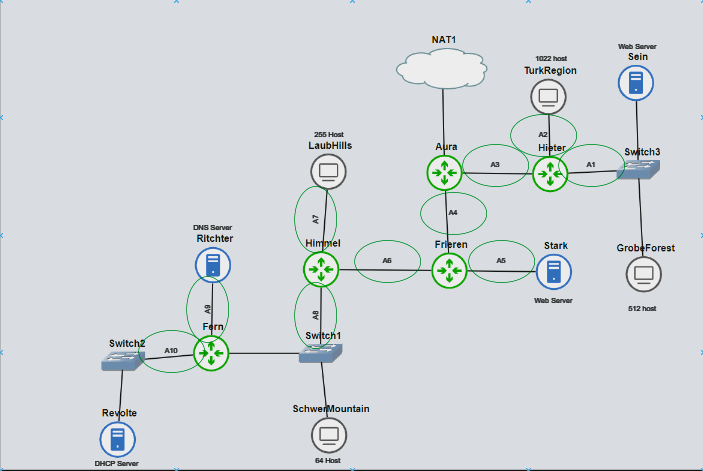 NAT1
Web Server
Sein
1022 host
TurkRegion
255 Host
LaubHills
Aura
A3
A2
Hieter
A1
Switch3
A7
A4
DNS Server
Ritchter
Himmel
A6
Frieren
A5
Stark
GrobeForest
Web Server
512 host
A9
A8
Fern
Switch1
Switch2
A10
Revolte
SchwerMountain
DHCP Server
64 Host